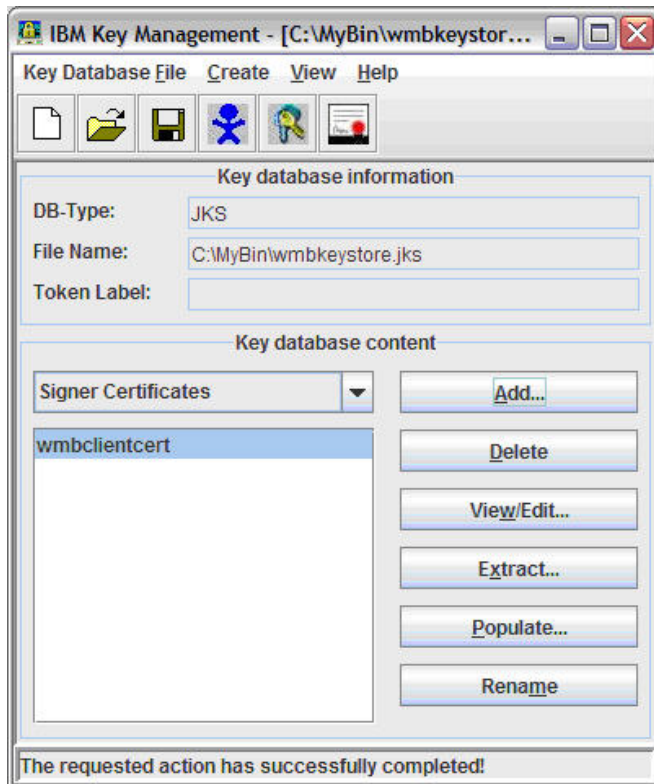 IBM Key Management - [C:\MyBin\wmbkeystor...
Key Database File Create View Help
Key database information
DB-Type: JKS
File Name: C:\MyBin\wmbkeystore.jks
Token Label:
Key database content
Signer Certificates
Add...
wmbclientcert
Delete
View/Edit...
Extract...
Populate...
Rename
The requested action has successfully completed!